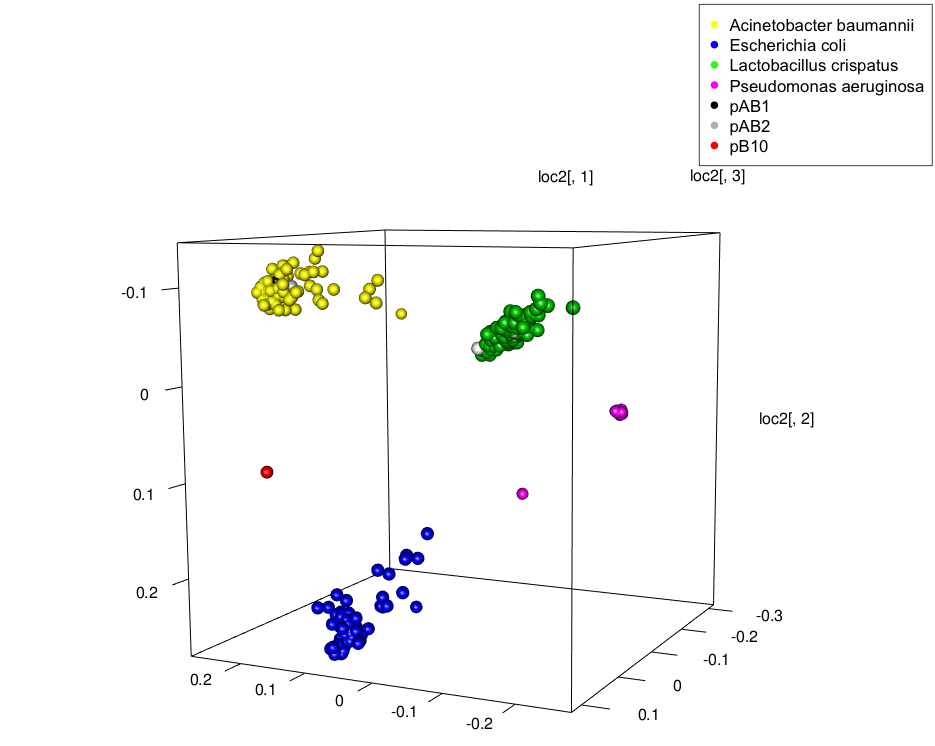 Acinetobacter baumannii
Escherichia coli
Lactobacillus crispatus
Pseudomonas aeruginosa
pAB1
pAB2
pB10
loc2[, 1]
loc2[, 3]
-0.1
0
0.1
0.2
loc2[, 2]
0.2
0.1
0
-0.1
-0.2
-0.3
-0.2
-0.1
0
0.1